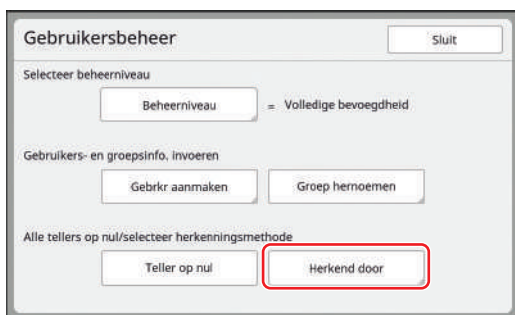 Gebruikersbeheer
Sluit
Selecteer beheerniveau
Beheerniveau = Volledige bevoegdheid
Gebruikers- en groepsinfo. invoeren
Gebrkr aanmaken Groep hernoemen
Alle tellers op nul/selecteer herkenningsmethode
Teller op nul Herkend door